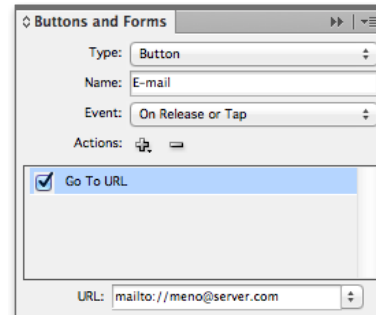 Buttons and Forms
Type: Button
Name: E-mail
Event: On Release or Tap
Actions:
Go To URL
URL: mailto://meno@server.com